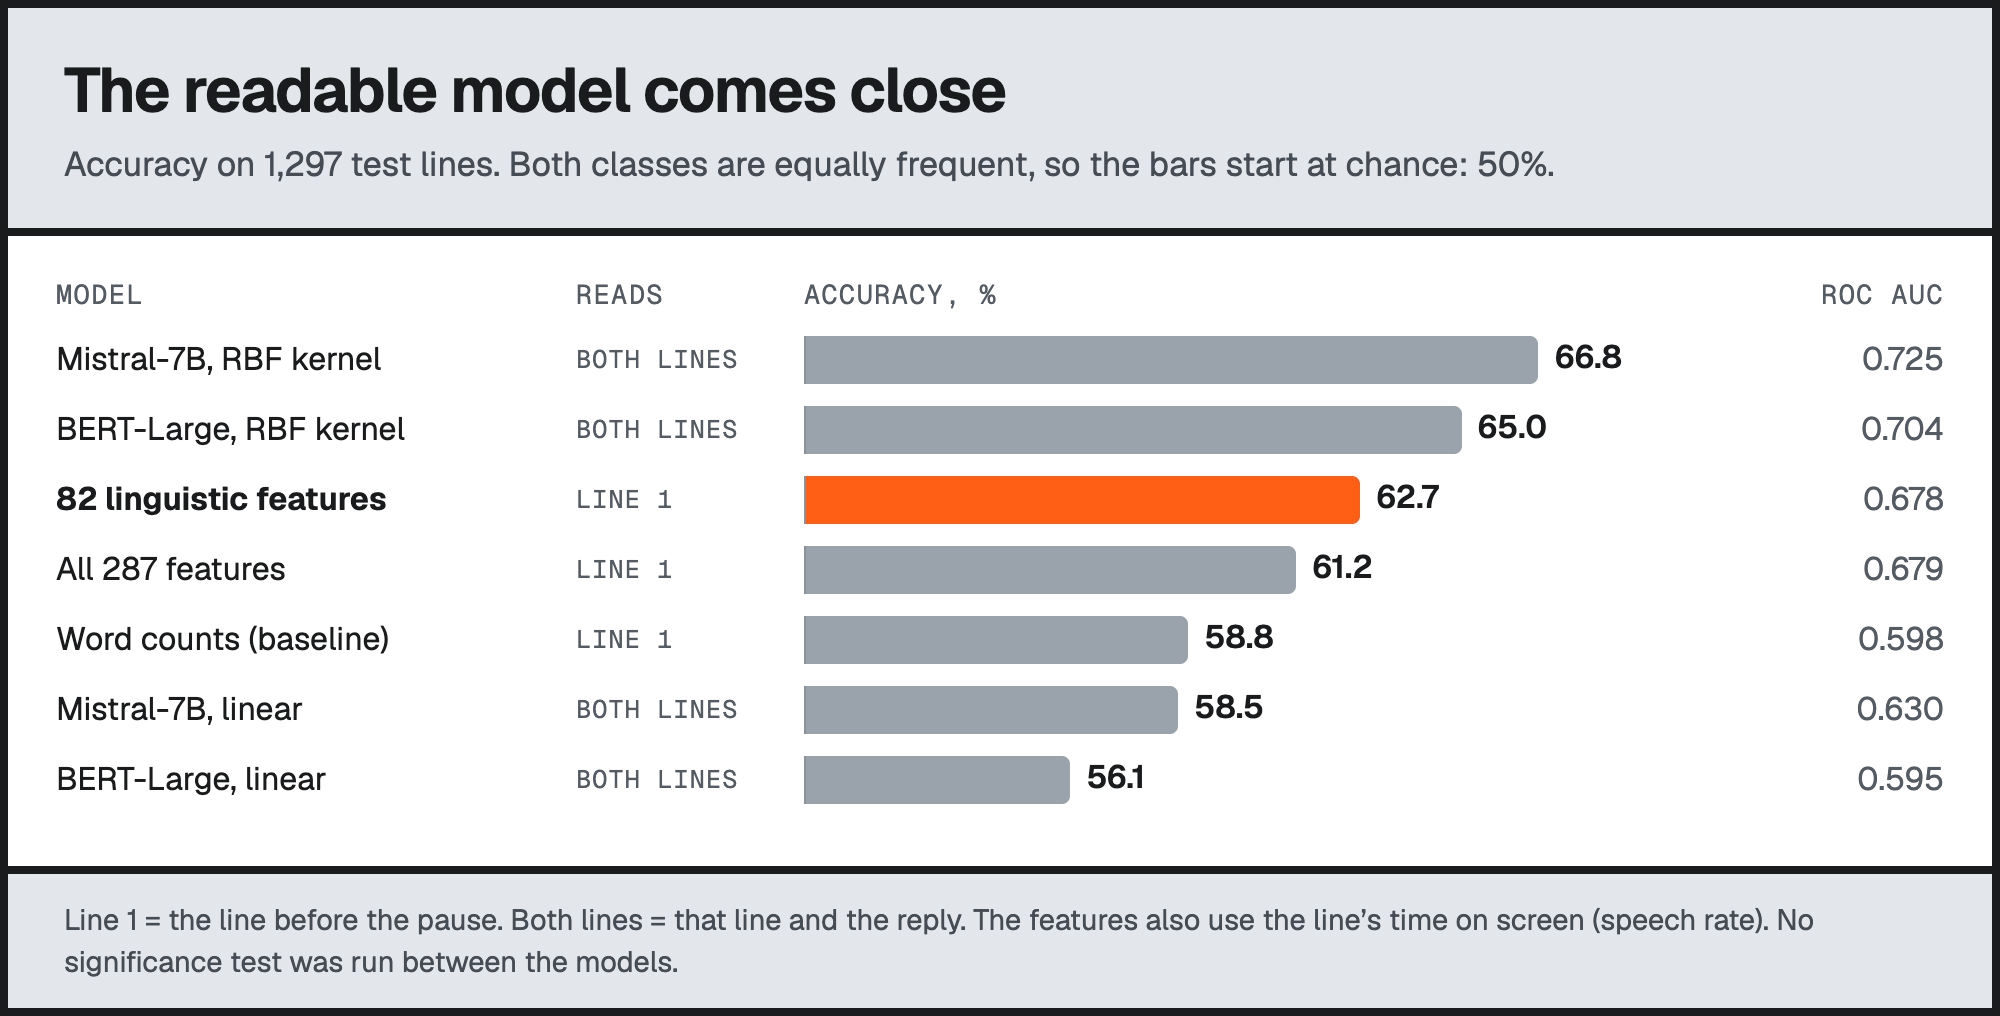 The readable model comes close
Accuracy on 1,297 test lines. Both classes are equally frequent, so the bars start at chance: 50%.
MODEL READS ACCURACY, % ROC AUC
Mistral-7B, RBF kernel BOTH LINES 66.8 0.725
BERT-Large, RBF kernel BOTH LINES 65.0 0.704
82 linguistic features LINE 1 62.7 0.678
All 287 features LINE 1 61.2 0.679
Word counts (baseline) LINE 1 58.8 0.598
Mistral-7B, linear BOTH LINES 58.5 0.630
BERT-Large, linear BOTH LINES 56.1 0.595
Line 1 = the line before the pause. Both lines = that line and the reply. The features also use the line’s time on screen (speech rate). No
significance test was run between the models.